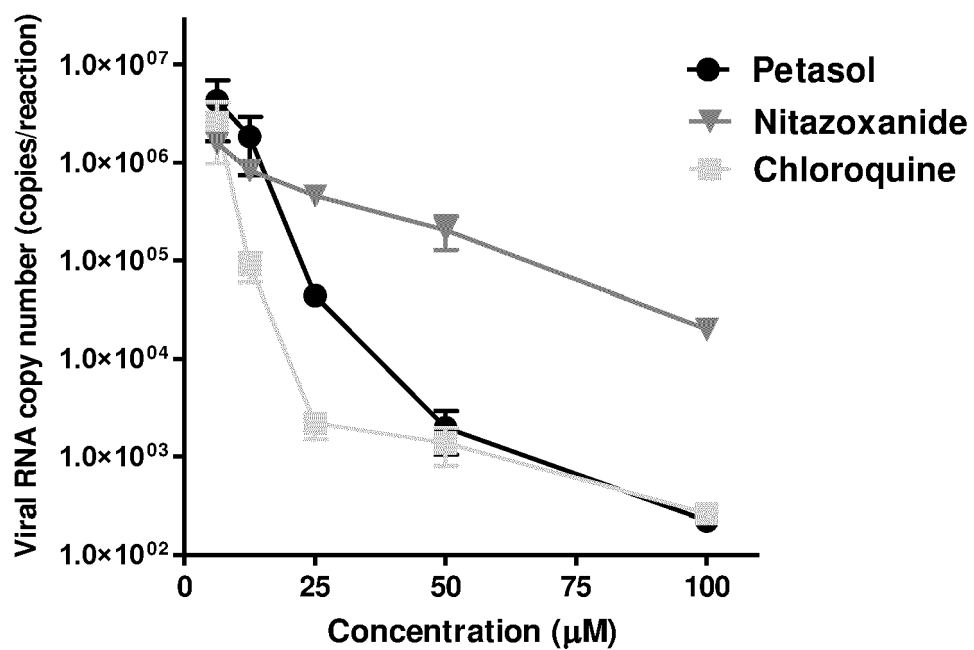 Viral RNA copy number (copies/reaction)
1.0×10⁰⁷
1.0×10⁰⁶
1.0×10⁰⁵
1.0×10⁰⁴
1.0×10⁰³
1.0×10⁰²
0 25 50 75 100
Concentration (μM)
Petasol
Nitazoxanide
Chloroquine